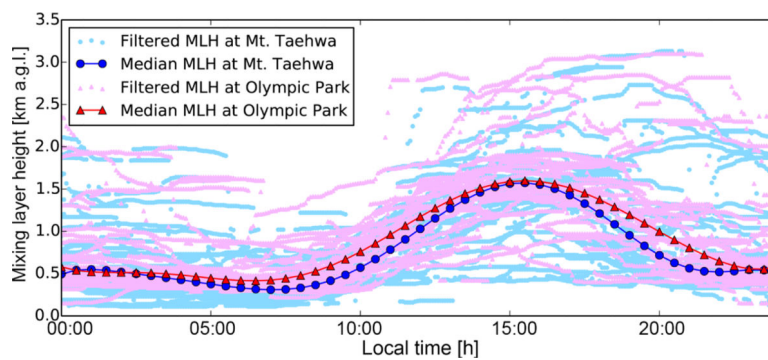 3.5
3.0
2.5
2.0
1.5
1.0
0.5
0.0
Mixing layer height [km a.g.l.]
Filtered MLH at Mt. Taehwa
Median MLH at Mt. Taehwa
Filtered MLH at Olympic Park
Median MLH at Olympic Park
00:00 05:00 10:00 15:00 20:00
Local time [h]